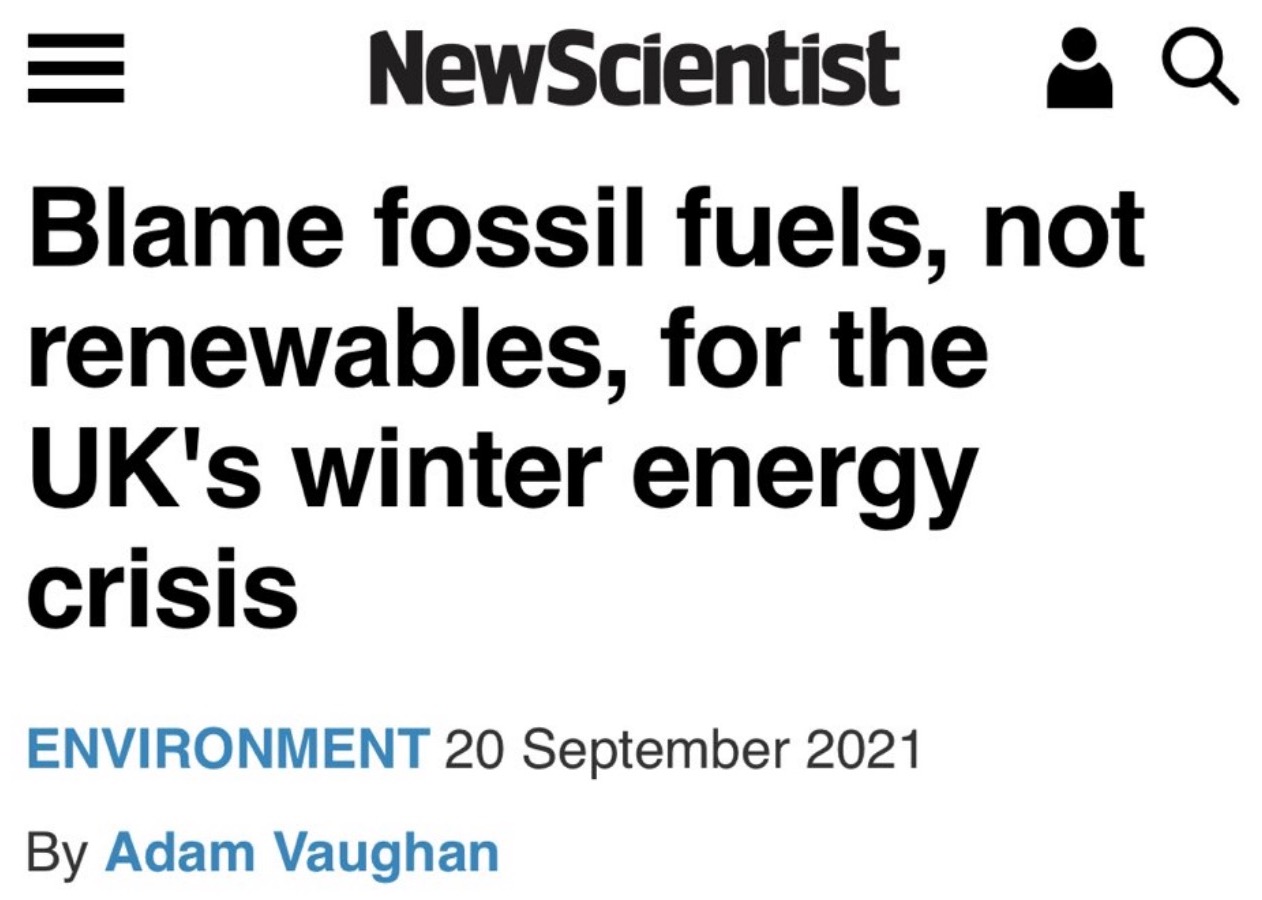 NewScientist
Blame fossil fuels, not
renewables, for the
UK's winter energy
crisis
ENVIRONMENT 20 September 2021
By Adam Vaughan